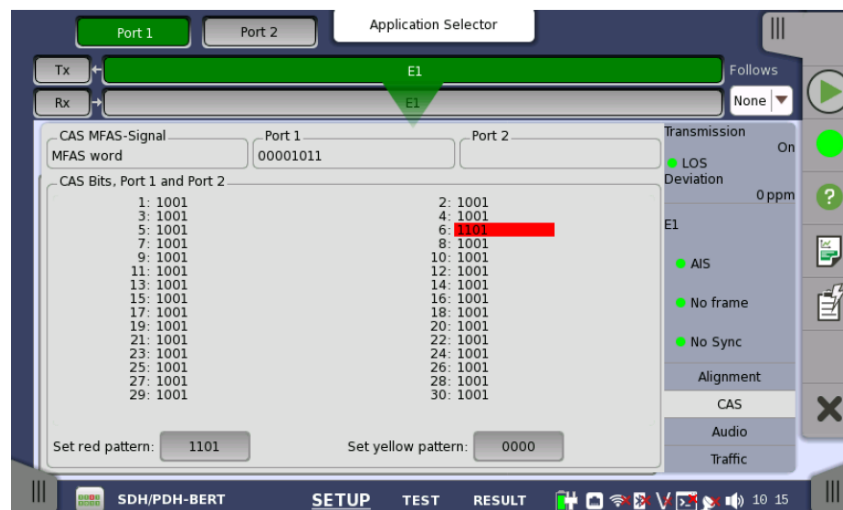 Port 1 Port 2 Application Selector
Tx E1 Follows
Rx E1 None
CAS MFAS-Signal Port 1 Port 2 Transmission
MFAS word 00001011 On
LOS
CAS Bits, Port 1 and Port 2 Deviation
1: 1001 2: 1001 0 ppm
3: 1001 4: 1001
5: 1001 6: 1101 E1
7: 1001 8: 1001
9: 1001 10: 1001 AIS
11: 1001 12: 1001
13: 1001 14: 1001
15: 1001 16: 1001 No frame
17: 1001 18: 1001
19: 1001 20: 1001
21: 1001 22: 1001 No Sync
23: 1001 24: 1001
25: 1001 26: 1001
27: 1001 28: 1001 Alignment
29: 1001 30: 1001
CAS
Audio
Set red pattern: 1101 Set yellow pattern: 0000
Traffic
SDH/PDH-BERT SETUP TEST RESULT 10 15